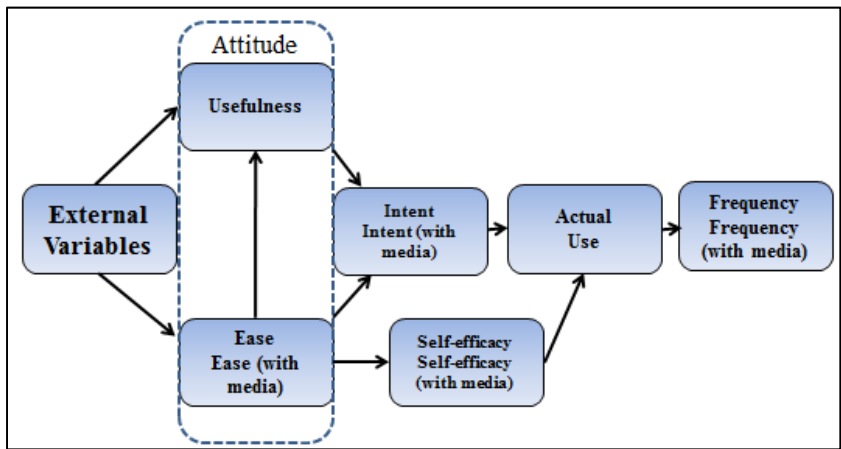 Attitude
Usefulness
External
Variables
Intent
Intent (with
media)
Actual
Use
Frequency
Frequency
(with media)
Ease
Ease (with
media)
Self-efficacy
Self-efficacy
(with media)